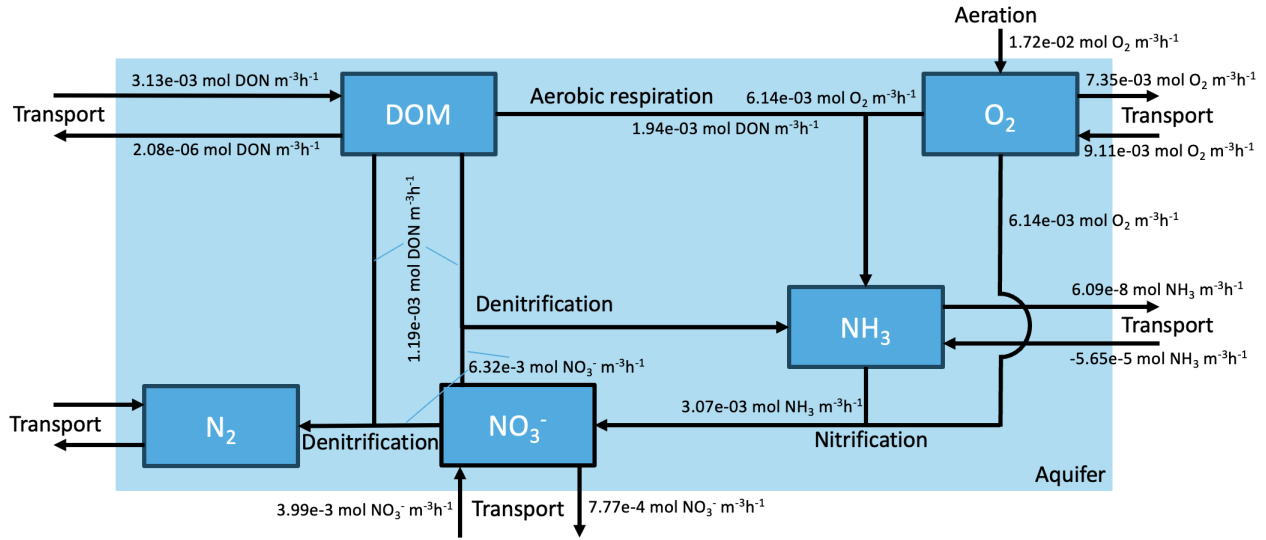 Aeration
1.72e-02 mol O₂ m⁻³h⁻¹
3.13e-03 mol DON m⁻³h⁻¹
Transport
2.08e-06 mol DON m⁻³h⁻¹
DOM
Aerobic respiration
6.14e-03 mol O₂ m⁻³h⁻¹
1.94e-03 mol DON m⁻³h⁻¹
O₂
7.35e-03 mol O₂ m⁻³h⁻¹
Transport
9.11e-03 mol O₂ m⁻³h⁻¹
1.19e-03 mol DON m⁻³h⁻¹
6.14e-03 mol O₂ m⁻³h⁻¹
Denitrification
NH₃
6.09e-8 mol NH₃ m⁻³h⁻¹
Transport
-5.65e-5 mol NH₃ m⁻³h⁻¹
6.32e-3 mol NO₃⁻ m⁻³h⁻¹
Transport
N₂
Denitrification
NO₃⁻
3.07e-03 mol NH₃ m⁻³h⁻¹
Nitrification
Aquifer
3.99e-3 mol NO₃⁻ m⁻³h⁻¹
Transport
7.77e-4 mol NO₃⁻ m⁻³h⁻¹